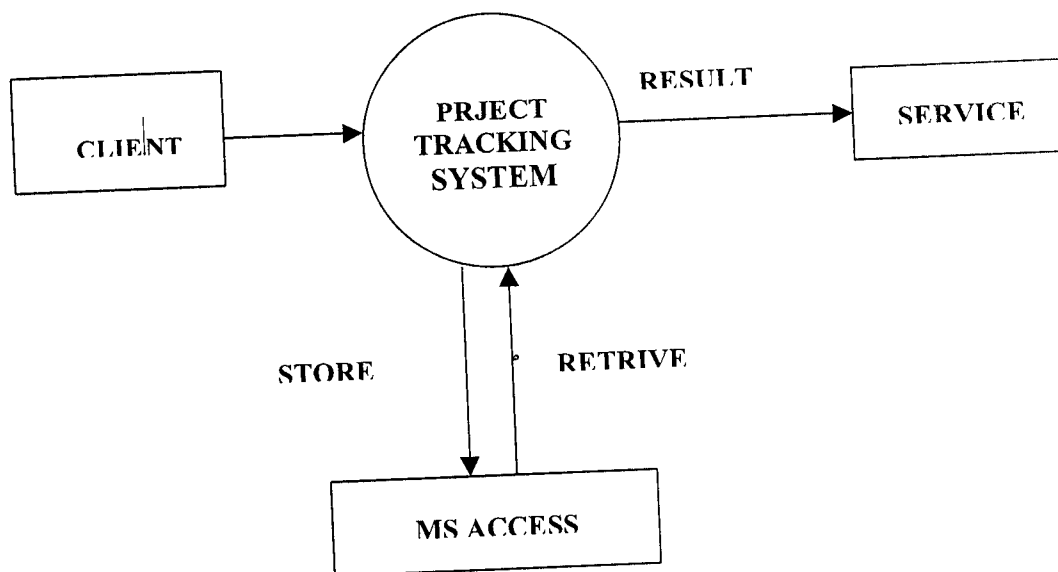 RESULT
CLIENT
PRJECT
TRACKING
SYSTEM
SERVICE
STORE
RETRIVE
MS ACCESS